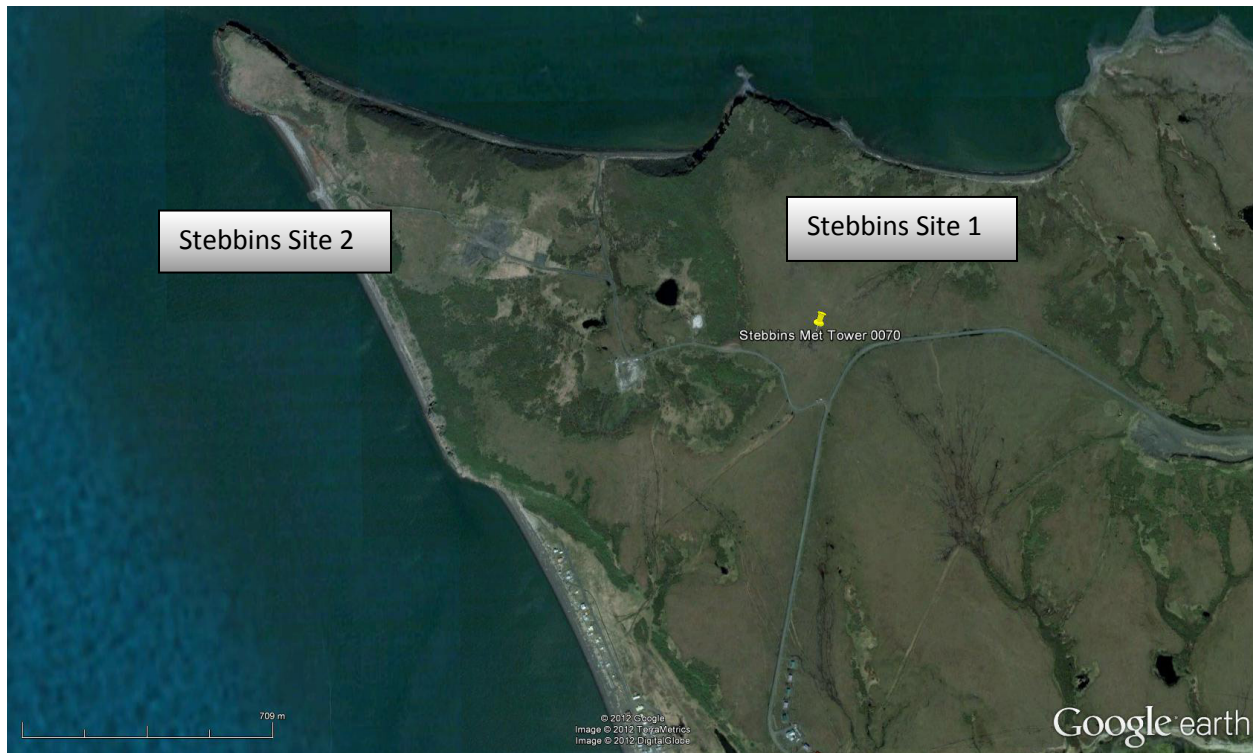 Stebbins Site 2
Stebbins Site 1
Stebbins Met Tower 0070
709 m
© 2012 Google
Image © 2012 TerraMetrics
Image © 2012 DigitalGlobe
Google earth